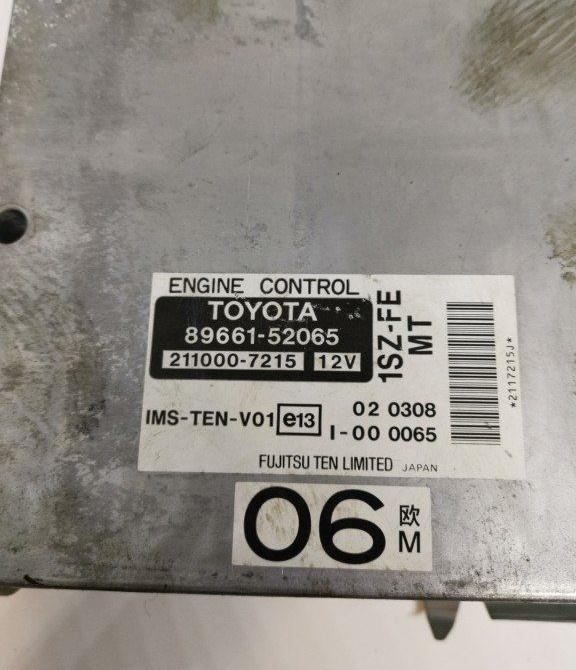 ENGINE CONTROL
TOYOTA
89661-52065
211000-7215 12V
1SZ-FE
MT
IMS-TEN-V01 e13 02 0308
I-00 0065
FUJITSU TEN LIMITED JAPAN
*2117215J*
06 欧
M